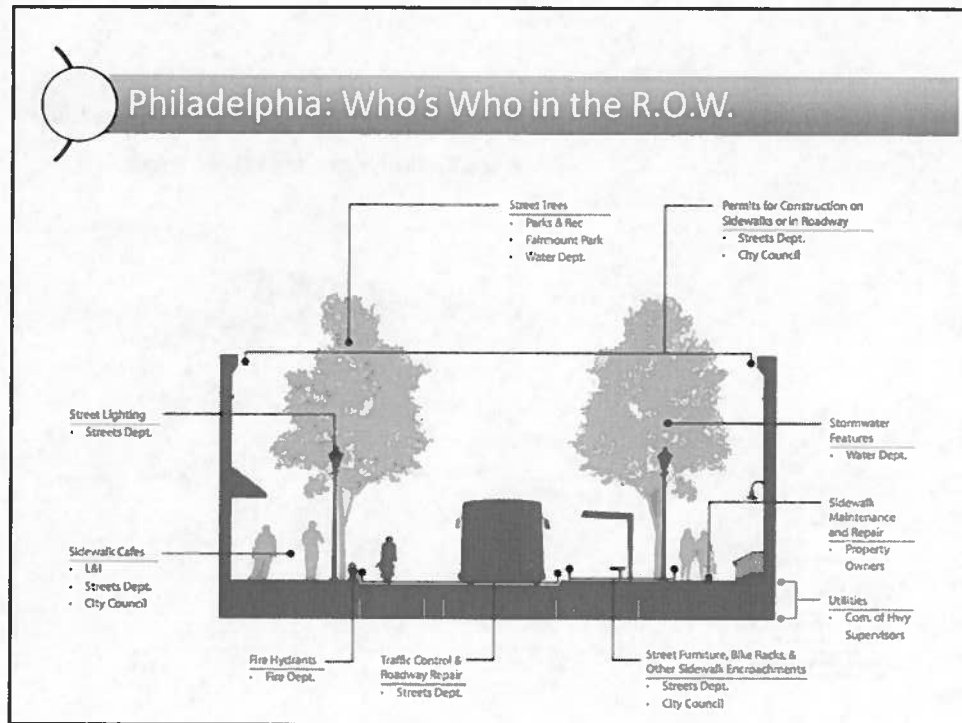 Philadelphia: Who's Who in the R.O.W.
Street Trees
• Parks & Rec
• Fairmount Park
• Water Dept.
Permits for Construction on
Sidewalks or in Roadway
• Streets Dept.
• City Council
Street Lighting
• Streets Dept.
Stormwater
Features
• Water Dept.
Sidewalk
Maintenance
and Repair
• Property
Owners
Sidewalk Cafes
• L&I
• Streets Dept.
• City Council
Utilities
• Com. of Hwy
Supervisors
Fire Hydrants
• Fire Dept.
Traffic Control &
Roadway Repair
• Streets Dept.
Street Furniture, Bike Racks, &
Other Sidewalk Encroachments
• Streets Dept.
• City Council